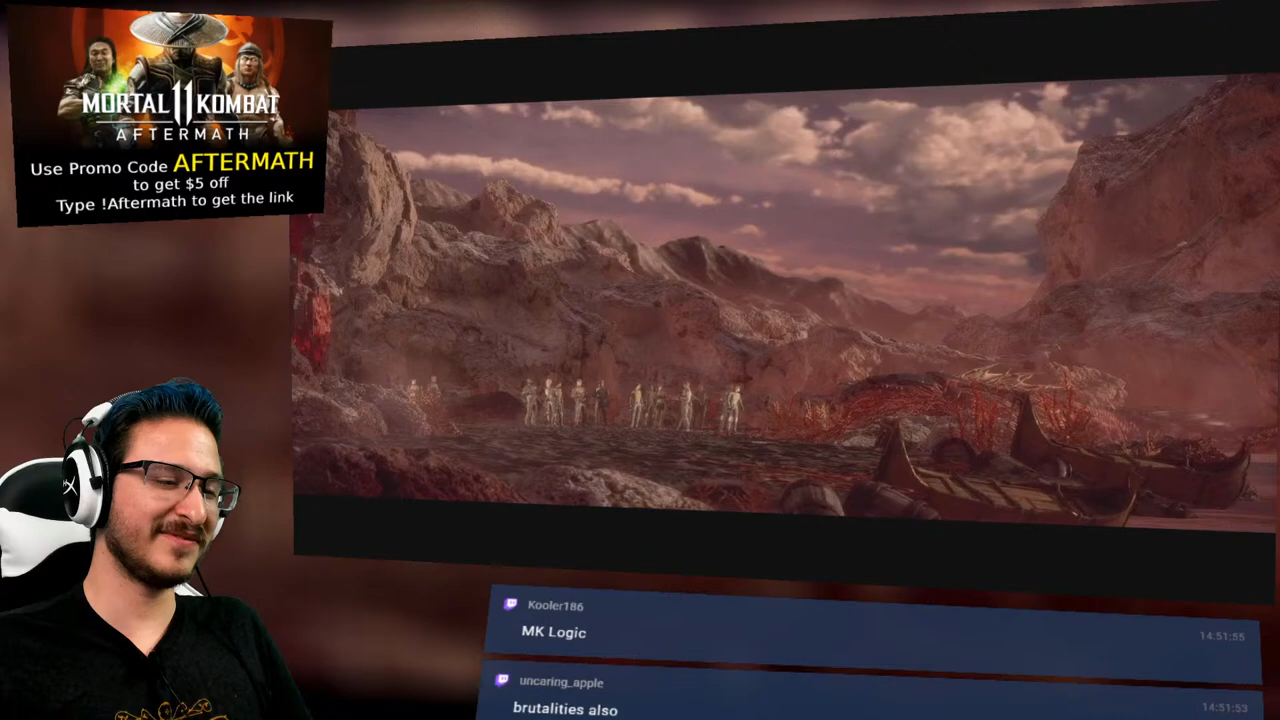 MORTAL 11 KOMBAT
AFTERMATH
Use Promo Code AFTERMATH
to get $5 off
Type !Aftermath to get the link
Kooler186
MK Logic
14:51:55
uncaring_apple
brutalities also
14:51:53